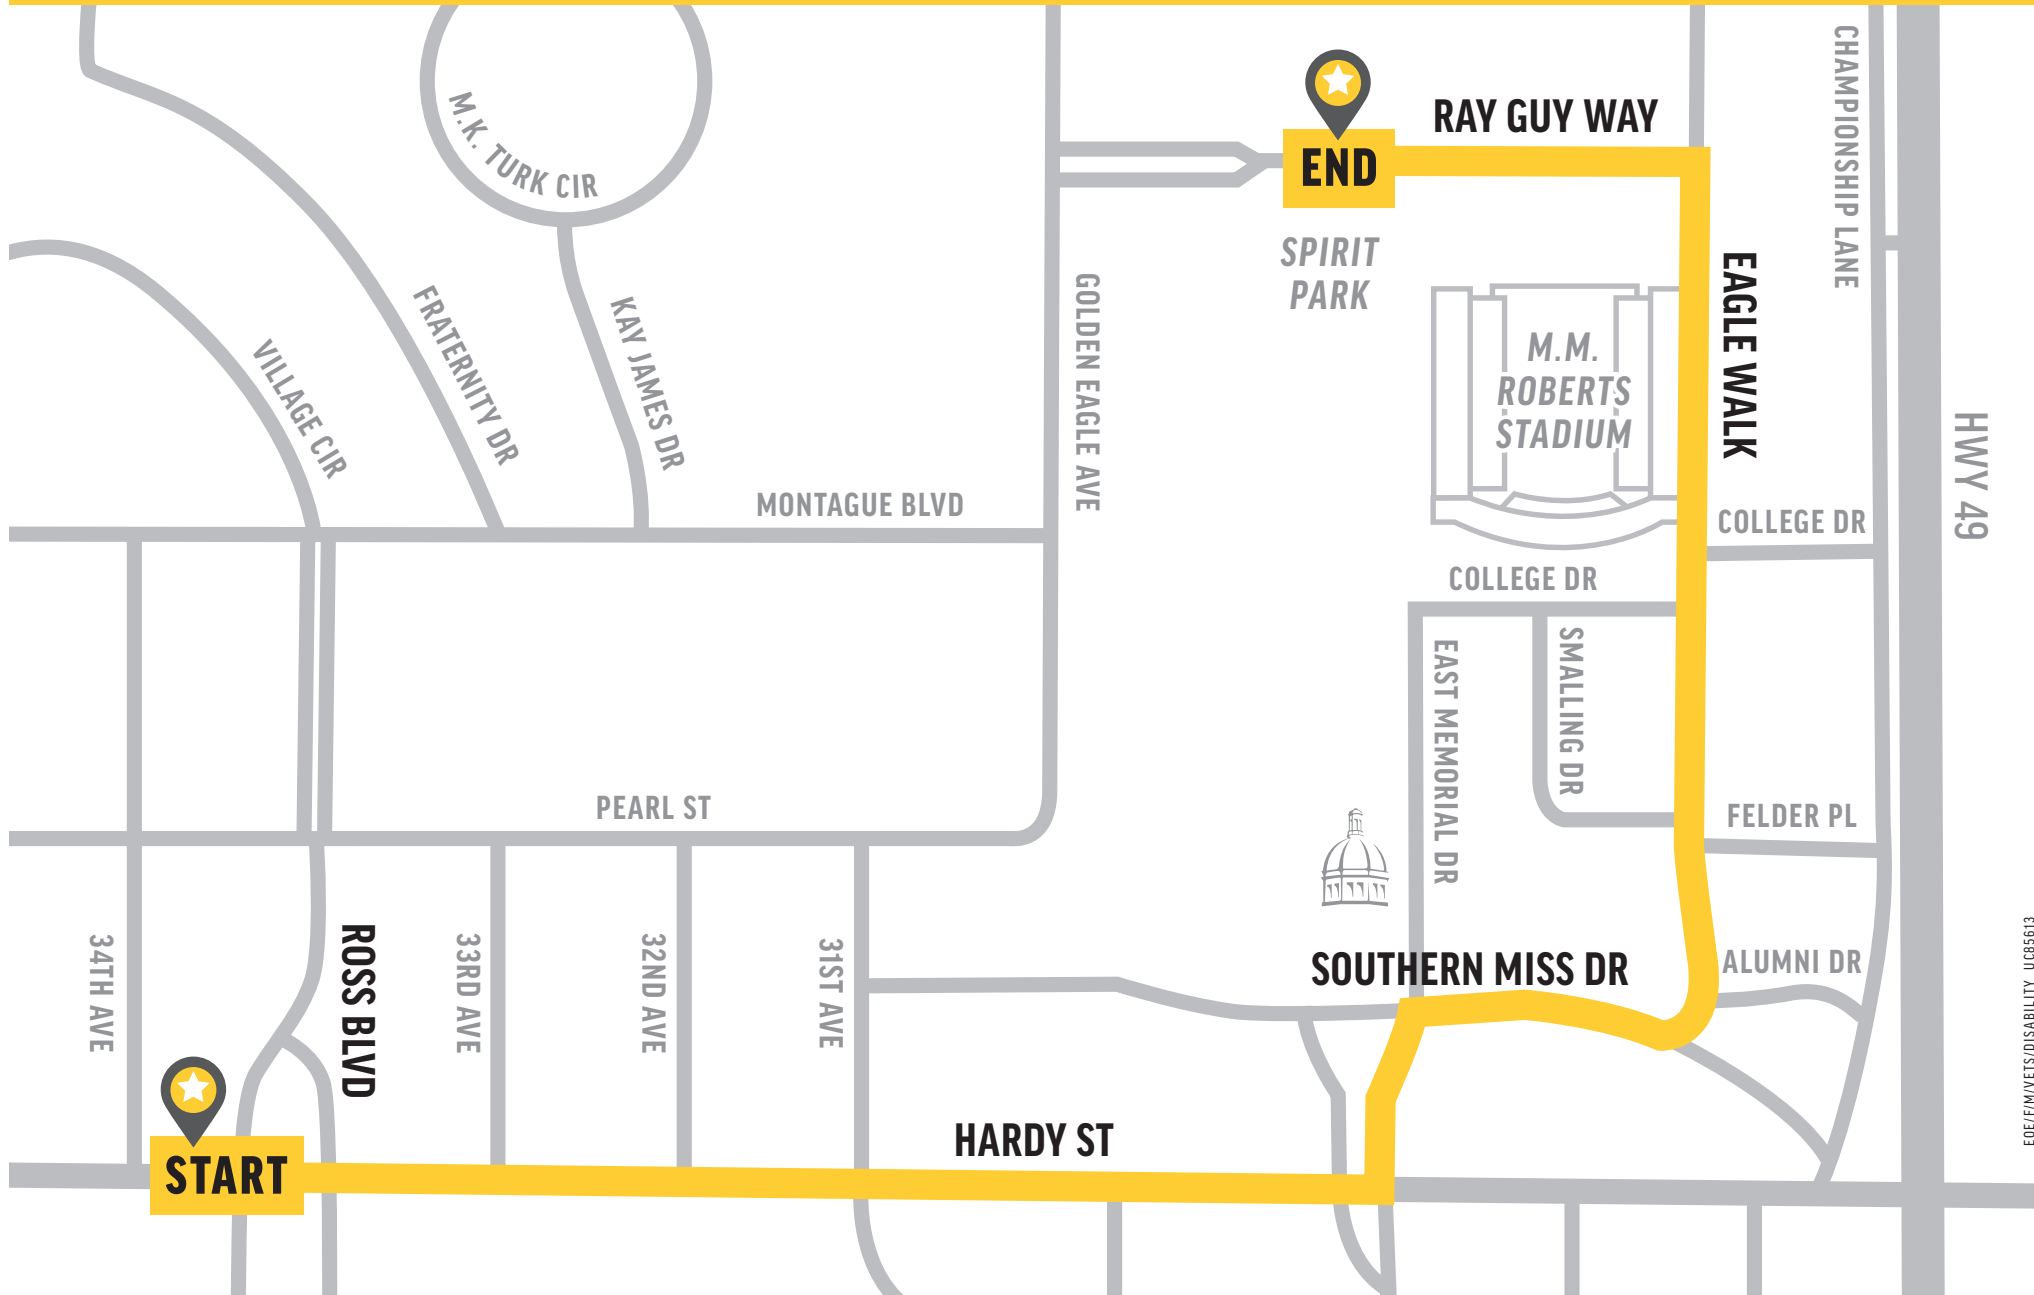 RAY GUY WAY
END
CHAMPIONSHIP LANE
M.K. TURK CIR
SPIRIT
PARK
EAGLE WALK
GOLDEN EAGLE AVE
FRATERNITY DR
KAY JAMES DR
VILLAGE CIR
M.M.
ROBERTS
STADIUM
HWY 49
MONTAGUE BLVD
COLLEGE DR
COLLEGE DR
EAST MEMORIAL DR
SMALLING DR
PEARL ST
FELDER PL
34TH AVE
ROSS BLVD
33RD AVE
32ND AVE
31ST AVE
SOUTHERN MISS DR
ALUMNI DR
HARDY ST
START
EOE/F/M/VETS/DISABILITY UC85613